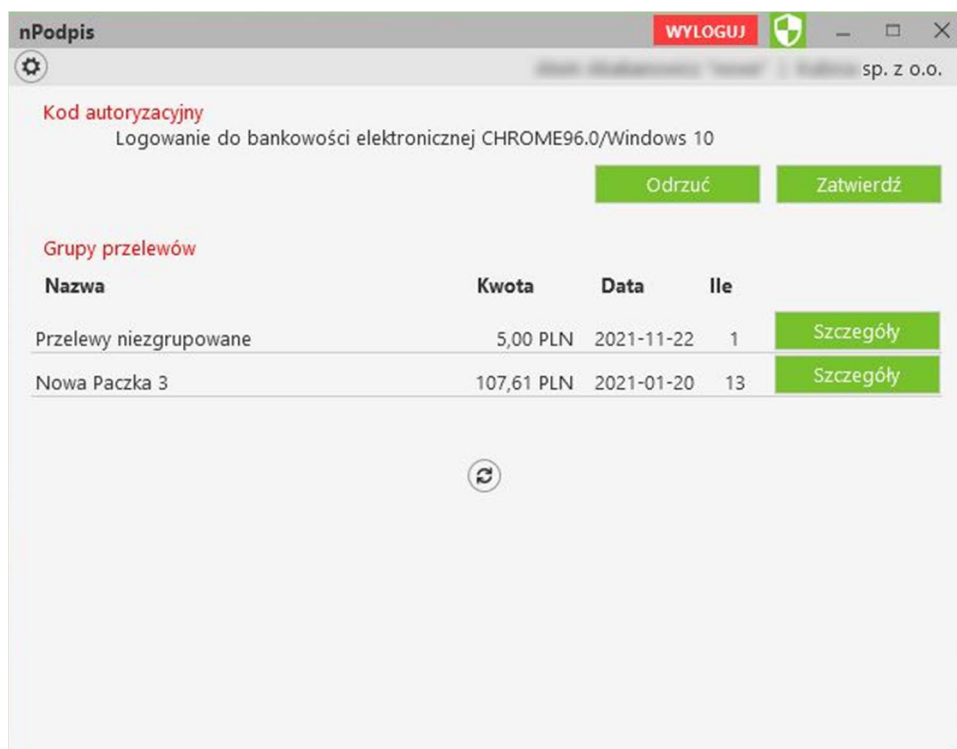 nPodpis WYLOGUJ
sp. z o.o.
Kod autoryzacyjny
Logowanie do bankowości elektronicznej CHROME96.0/Windows 10
Odrzuć Zatwierdź
Grupy przelewów
Nazwa Kwota Data Ile
Przelewy niezgrupowane 5,00 PLN 2021-11-22 1 Szczegóły
Nowa Paczka 3 107,61 PLN 2021-01-20 13 Szczegóły